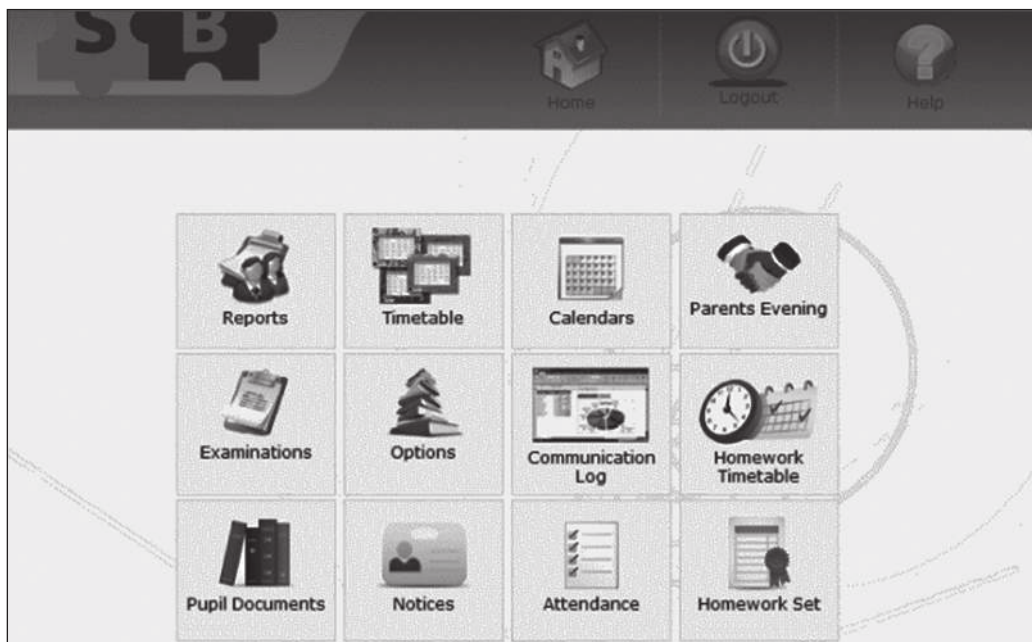 S B
Home
Logout
Help
Reports
Timetable
Calendars
Parents Evening
Examinations
Options
Communication
Log
Homework
Timetable
Pupil Documents
Notices
Attendance
Homework Set